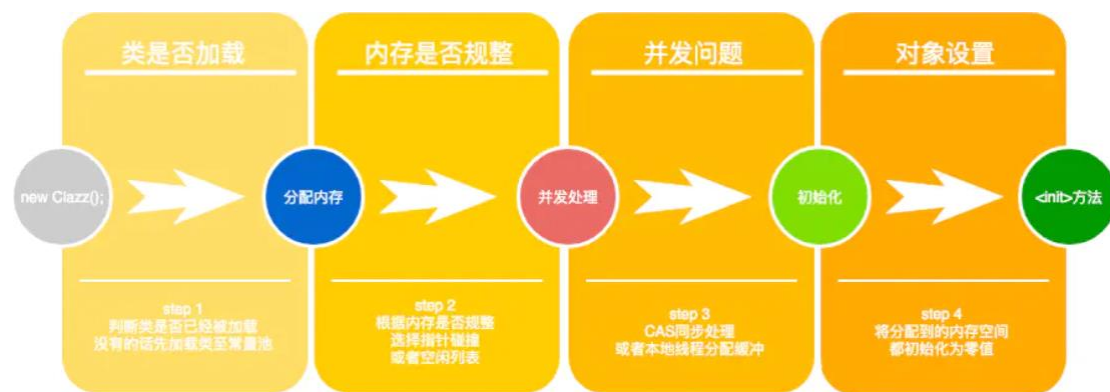 类是否加载
内存是否规整
并发问题
对象设置
new Clazz();
分配内存
并发处理
初始化
<init>方法
step 1
判断类是否已经被加载
没有的话先加载类至常量池
step 2
根据内存是否规整
选择指针碰撞
或者空闲列表
step 3
CAS同步处理
或者本地线程分配缓冲
step 4
将分配到的内存空间
都初始化为零值